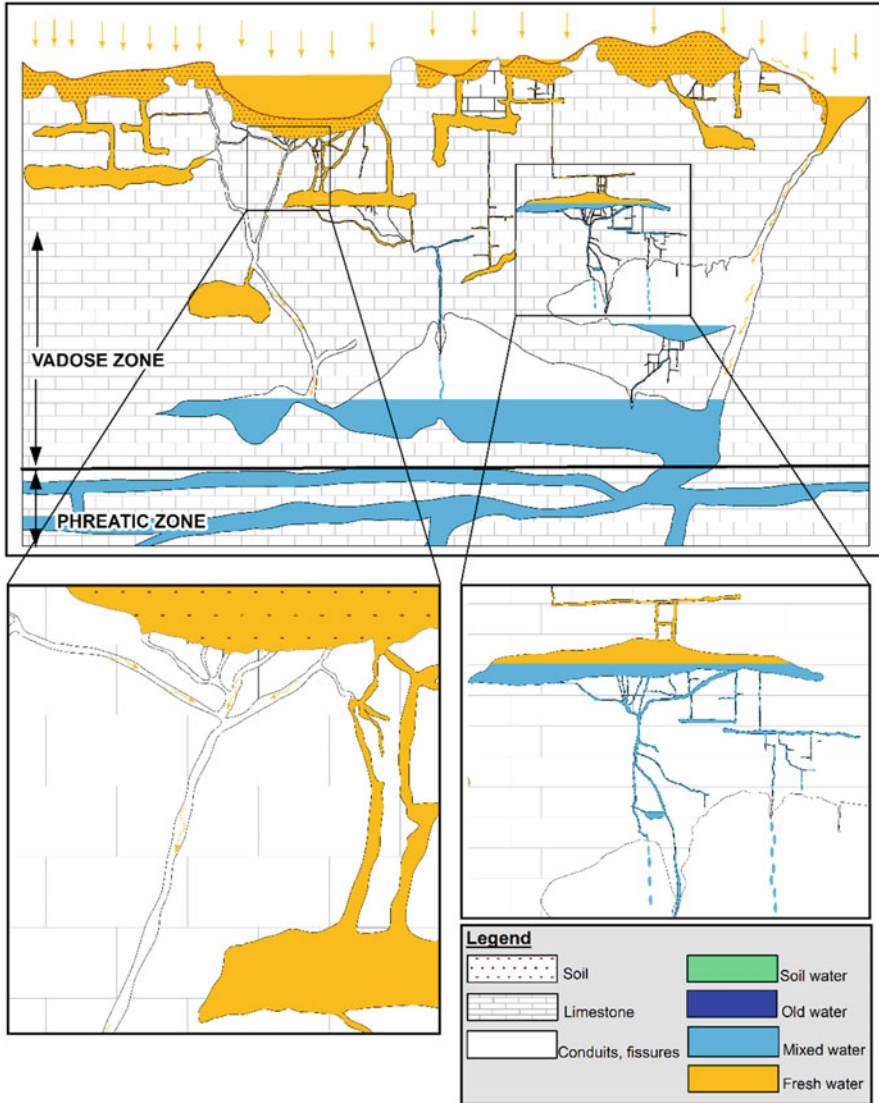 VADOSE ZONE
PHREATIC ZONE
Legend
Soil
Limestone
Conduits, fissures
Soil water
Old water
Mixed water
Fresh water